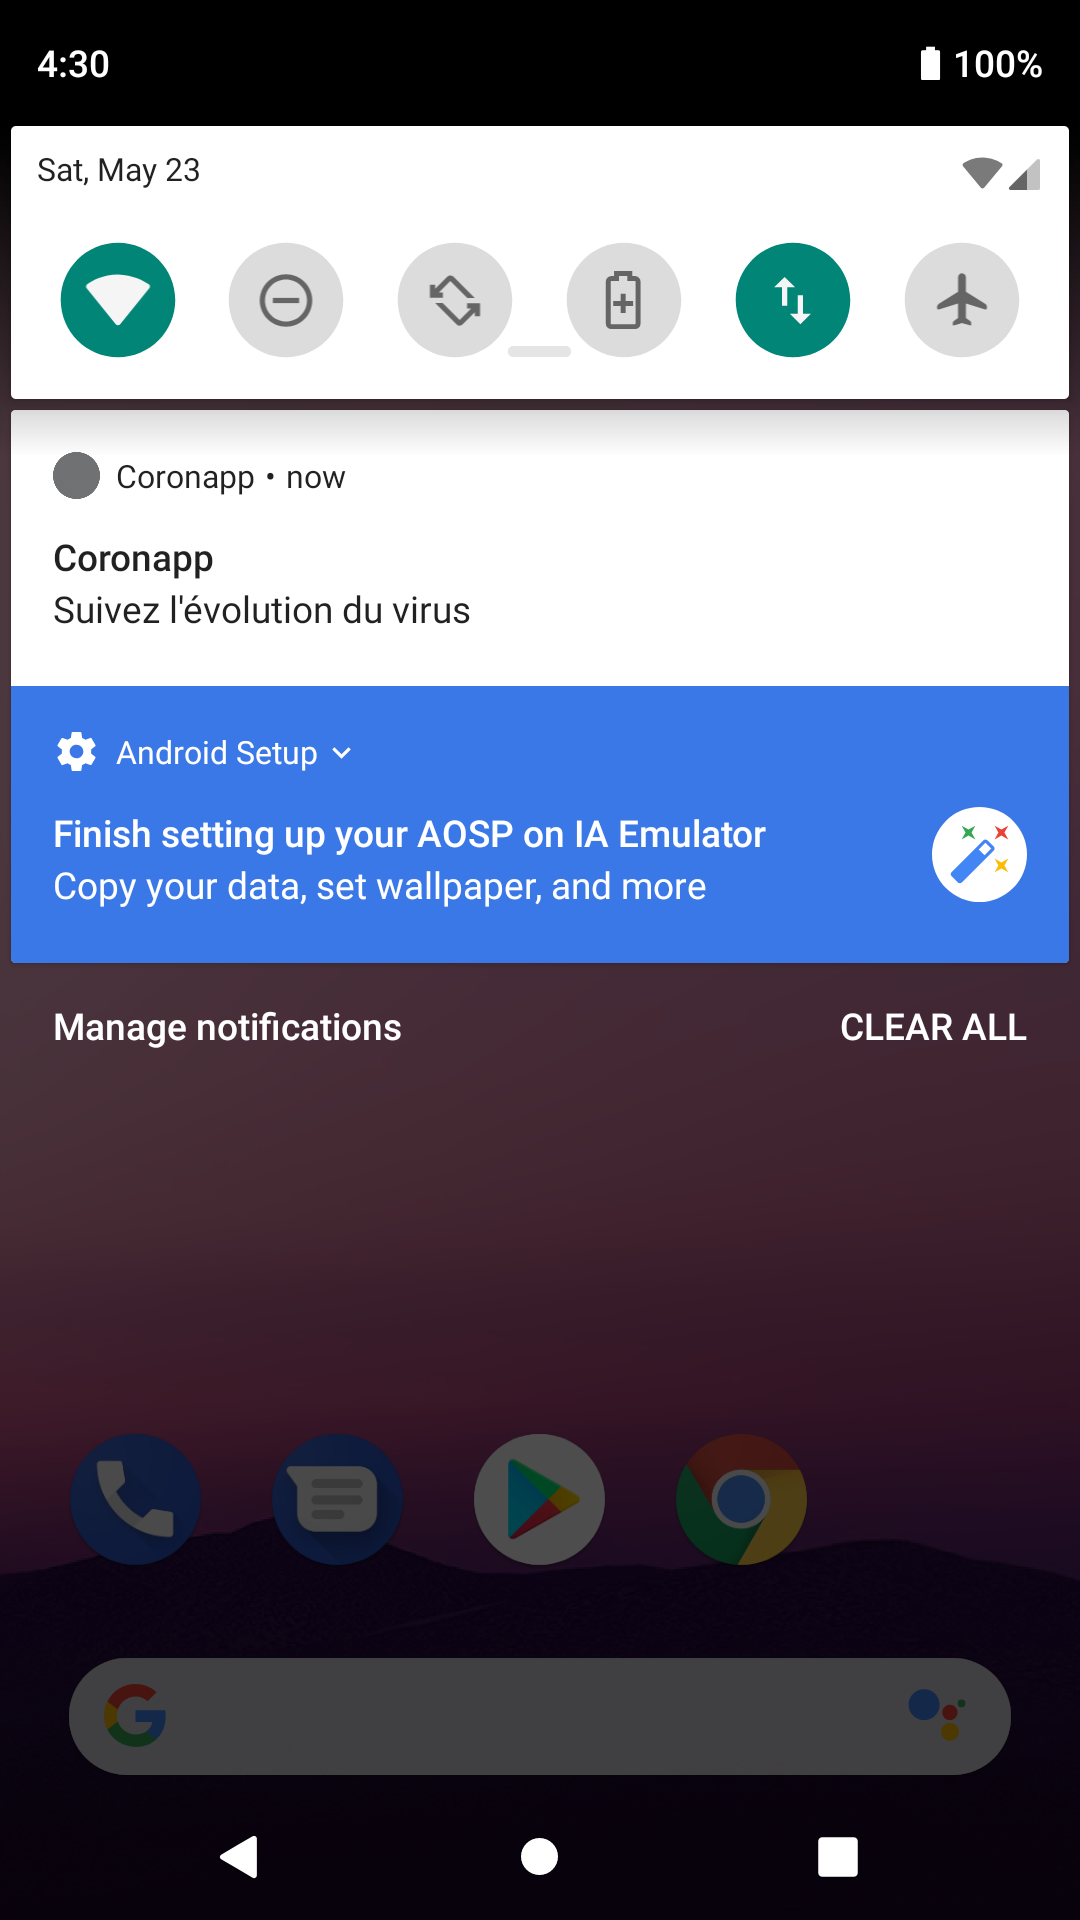 4:30
100%
Sat, May 23
Coronapp • now
Coronapp
Suivez l'évolution du virus
Android Setup
Finish setting up your AOSP on IA Emulator
Copy your data, set wallpaper, and more
Manage notifications
CLEAR ALL